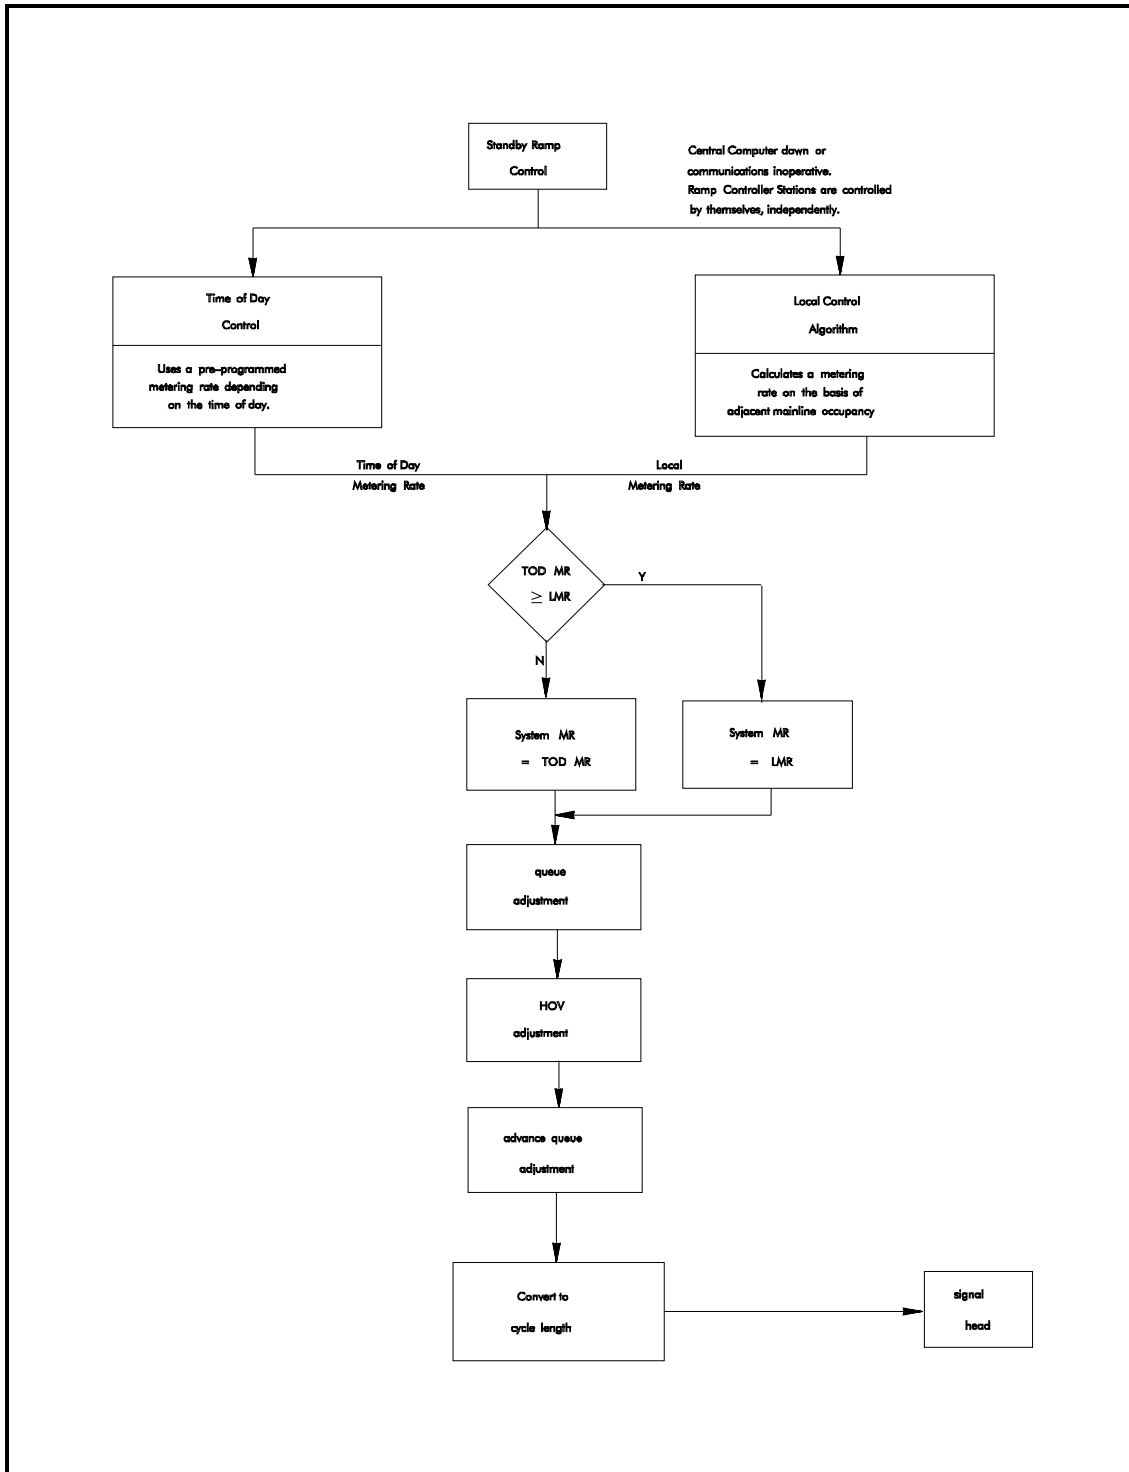 Standby Ramp
Control
Central Computer down or
communications inoperative.
Ramp Controller Stations are controlled
by themselves, independently.
Time of Day
Control
Uses a pre-programmed
metering rate depending
on the time of day.
Local Control
Algorithm
Calculates a metering
rate on the basis of
adjacent mainline occupancy
Time of Day
Metering Rate
Local
Metering Rate
TOD MR
≥ LMR
Y
N
System MR
= TOD MR
System MR
= LMR
queue
adjustment
HOV
adjustment
advance queue
adjustment
Convert to
cycle length
signal
head